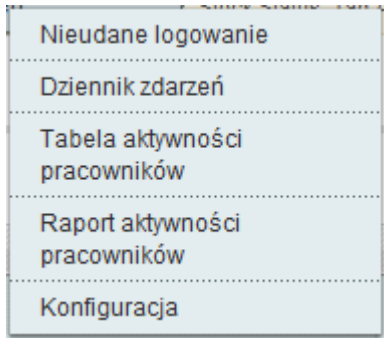 Nieudane logowanie
Dziennik zdarzeń
Tabela aktywności
pracowników
Raport aktywności
pracowników
Konfiguracja